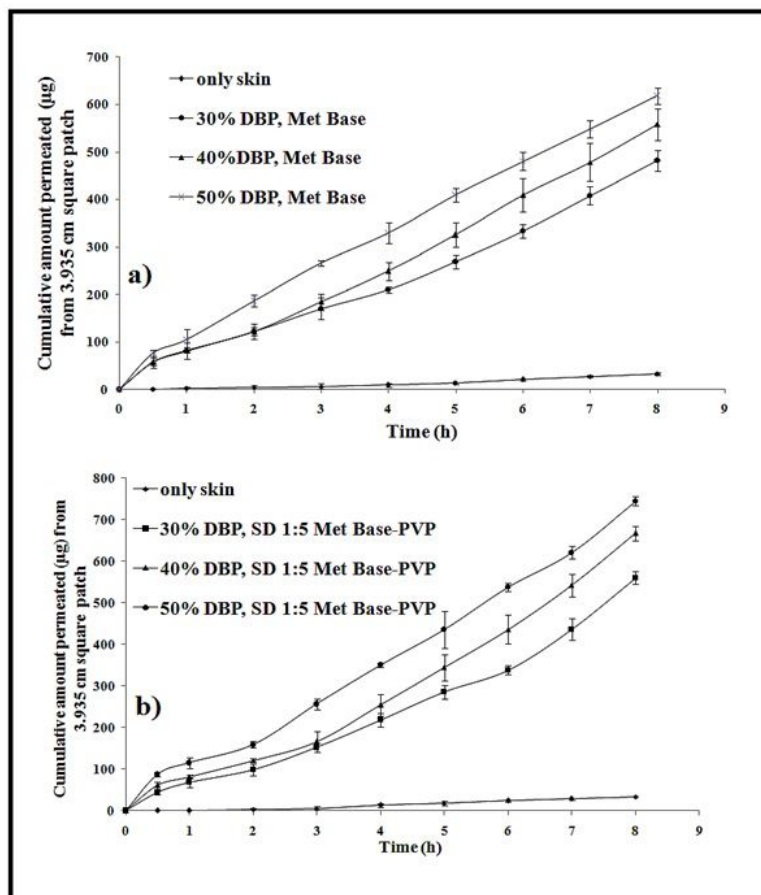 Cumulative amount permeated (µg)
from 3.935 cm square patch
700
600
500
400
300
200
100
0
only skin
30% DBP, Met Base
40%DBP, Met Base
50% DBP, Met Base
a)
0 1 2 3 4 5 6 7 8 9
Time (h)
Cumulative amount permeated (µg) from
3.935 cm square patch
800
700
600
500
400
300
200
100
0
only skin
30% DBP, SD 1:5 Met Base-PVP
40% DBP, SD 1:5 Met Base-PVP
50% DBP, SD 1:5 Met Base-PVP
b)
0 1 2 3 4 5 6 7 8 9
Time (h)